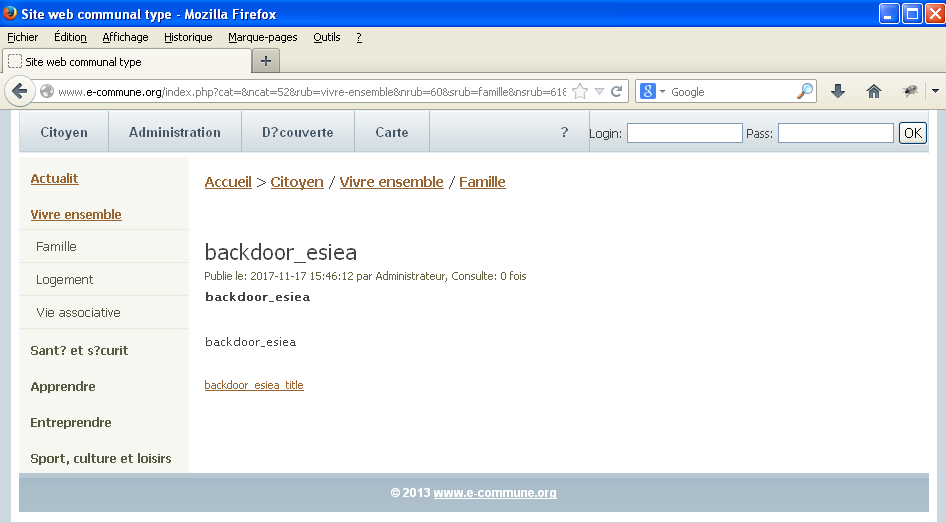 Site web communal type - Mozilla Firefox
Fichier Édition Affichage Historique Marque-pages Outils ?
Site web communal type
www.e-commune.org/index.php?cat=&ncat=52&rub=vivre-ensemble&nrub=60&srub=famille&nsrub=618 Google
Citoyen Administration D?couverte Carte ? Login: Pass: OK
Actualit
Accueil > Citoyen / Vivre ensemble / Famille
Vivre ensemble
Famille
Logement
Vie associative
Sant? et s?curit
Apprendre
Entreprendre
Sport, culture et loisirs
backdoor_esiea
Publie le: 2017-11-17 15:46:12 par Administrateur, Consulte: 0 fois
backdoor_esiea
backdoor_esiea
backdoor_esiea_title
© 2013 www.e-commune.org